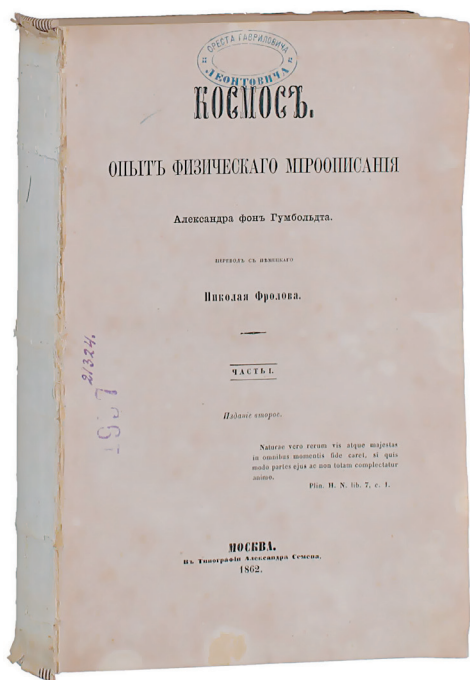 ОРЕСТА ГАВРИЛОВИЧА
ЛЕОНТОВИЧА
КОСМОСЪ.
ОПЫТЪ ФИЗИЧЕСКАГО МІРООПИСАНІЯ
Александра фонъ Гумбольдта.
ПЕРЕВОДЪ СЪ НѢМЕЦКАГО
Николая Фролова.
ЧАСТЬ I.
Изданіе второе.
Naturae vero rerum vis atque majestas
in omnibus momentis fide caret, si quis
modo partes ejus ac non totam complectatur
animo.
Plin. H. N. lib. 7, c. 1.
МОСКВА.
Въ Типографіи Александра Семена.
1862.
21324.